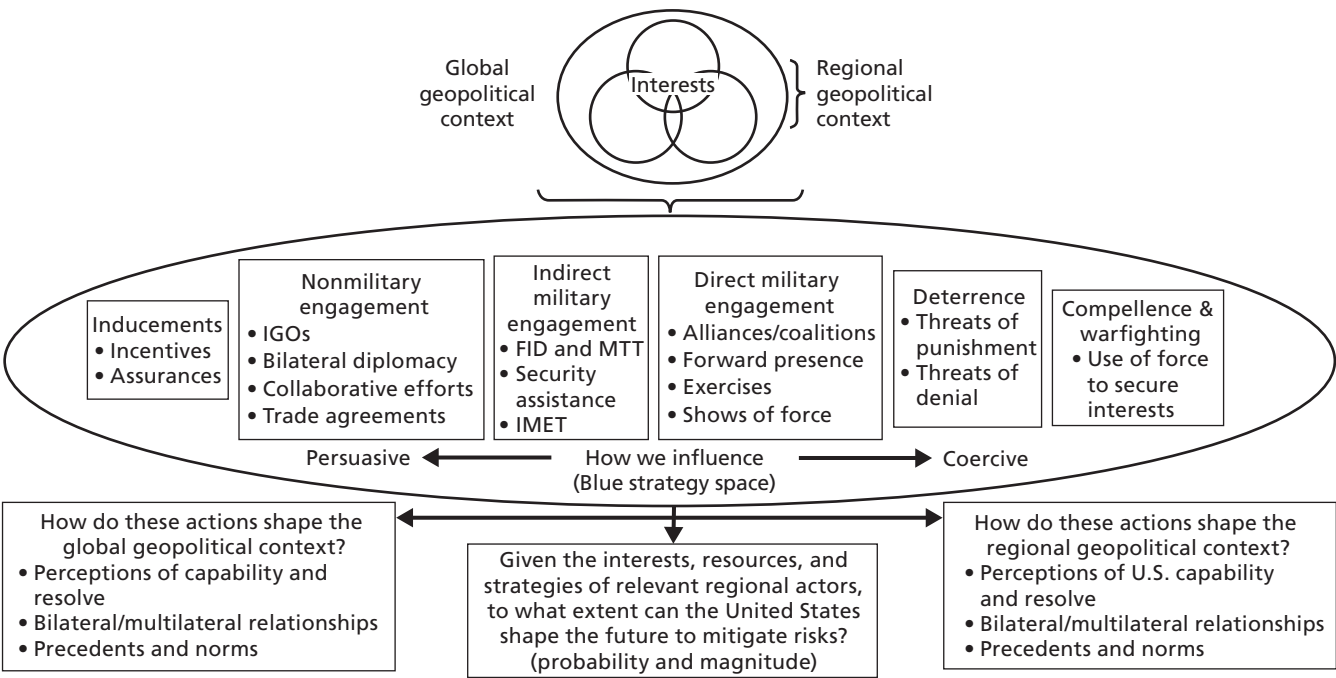 Global
geopolitical
context
Interests
Regional
geopolitical
context
Inducements
• Incentives
• Assurances
Nonmilitary
engagement
• IGOs
• Bilateral diplomacy
• Collaborative efforts
• Trade agreements
Indirect
military
engagement
• FID and MTT
• Security
assistance
• IMET
Direct military
engagement
• Alliances/coalitions
• Forward presence
• Exercises
• Shows of force
Deterrence
• Threats of
punishment
• Threats of
denial
Compellence &
warfighting
• Use of force
to secure
interests
Persuasive
How we influence
(Blue strategy space)
Coercive
How do these actions shape the
global geopolitical context?
• Perceptions of capability and
resolve
• Bilateral/multilateral relationships
• Precedents and norms
Given the interests, resources, and
strategies of relevant regional actors,
to what extent can the United States
shape the future to mitigate risks?
(probability and magnitude)
How do these actions shape the
regional geopolitical context?
• Perceptions of U.S. capability
and resolve
• Bilateral/multilateral relationships
• Precedents and norms